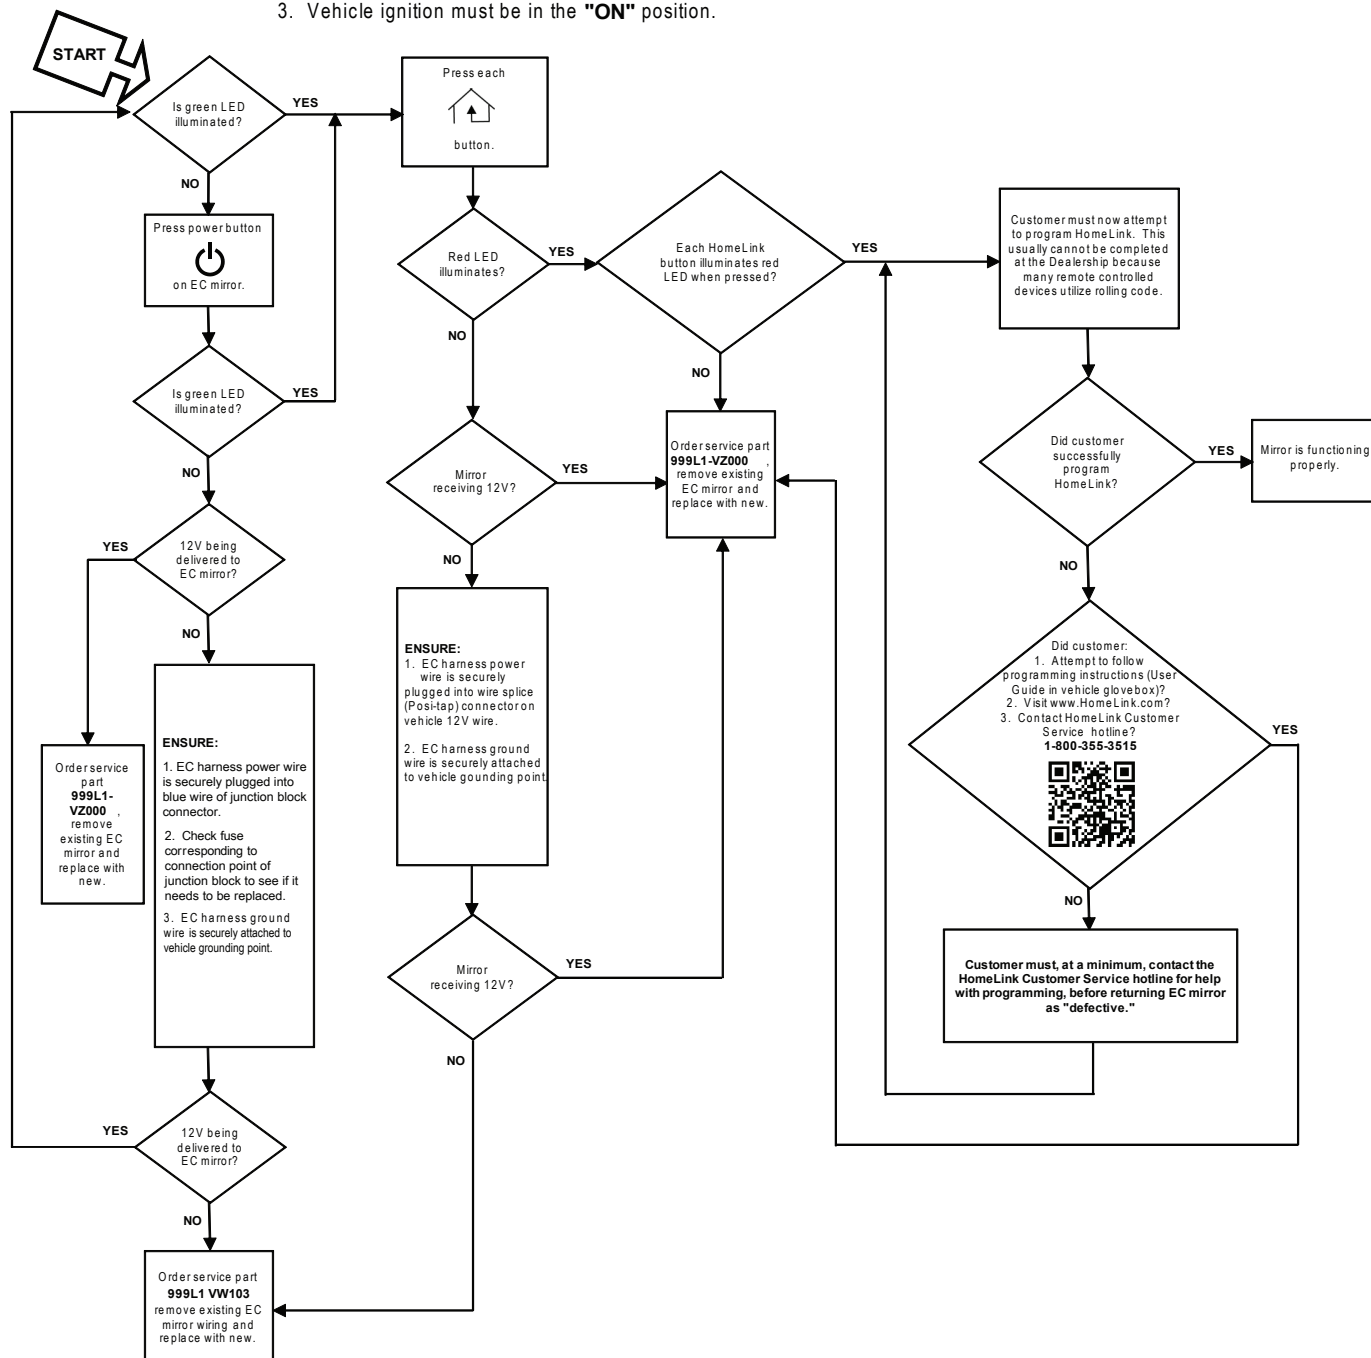 3. Vehicle ignition must be in the "ON" position.
START
Is green LED
illuminated?
YES
NO
Press power button
on EC mirror.
Is green LED
illuminated?
YES
NO
12V being
delivered to
EC mirror?
YES
NO
Order service
part
999L1-
VZ000 ,
remove
existing EC
mirror and
replace with
new.
ENSURE:
1. EC harness power wire
is securely plugged into
blue wire of junction block
connector.
2. Check fuse
corresponding to
connection point of
junction block to see if it
needs to be replaced.
3. EC harness ground
wire is securely attached to
vehicle grounding point.
12V being
delivered to
EC mirror?
YES
NO
Order service part
999L1 VW103
remove existing EC
mirror wiring and
replace with new.
Press each
button.
Red LED
illuminates?
YES
NO
Mirror
receiving 12V?
YES
NO
ENSURE:
1. EC harness power
wire is securely
plugged into wire splice
(Posi-tap) connector on
vehicle 12V wire.
2. EC harness ground
wire is securely attached
to vehicle grounding point.
Mirror
receiving 12V?
YES
NO
Each HomeLink
button illuminates red
LED when pressed?
YES
NO
Order service part
999L1-VZ000 ,
remove existing
EC mirror and
replace with new.
Customer must now attempt
to program HomeLink. This
usually cannot be completed
at the Dealership because
many remote controlled
devices utilize rolling code.
Did customer
successfully
program
HomeLink?
YES
Mirror is functioning
properly.
NO
Did customer:
1. Attempt to follow
programming instructions (User
Guide in vehicle glovebox)?
2. Visit www.HomeLink.com?
3. Contact HomeLink Customer
Service hotline?
1-800-355-3515
YES
NO
Customer must, at a minimum, contact the
HomeLink Customer Service hotline for help
with programming, before returning EC mirror
as "defective."